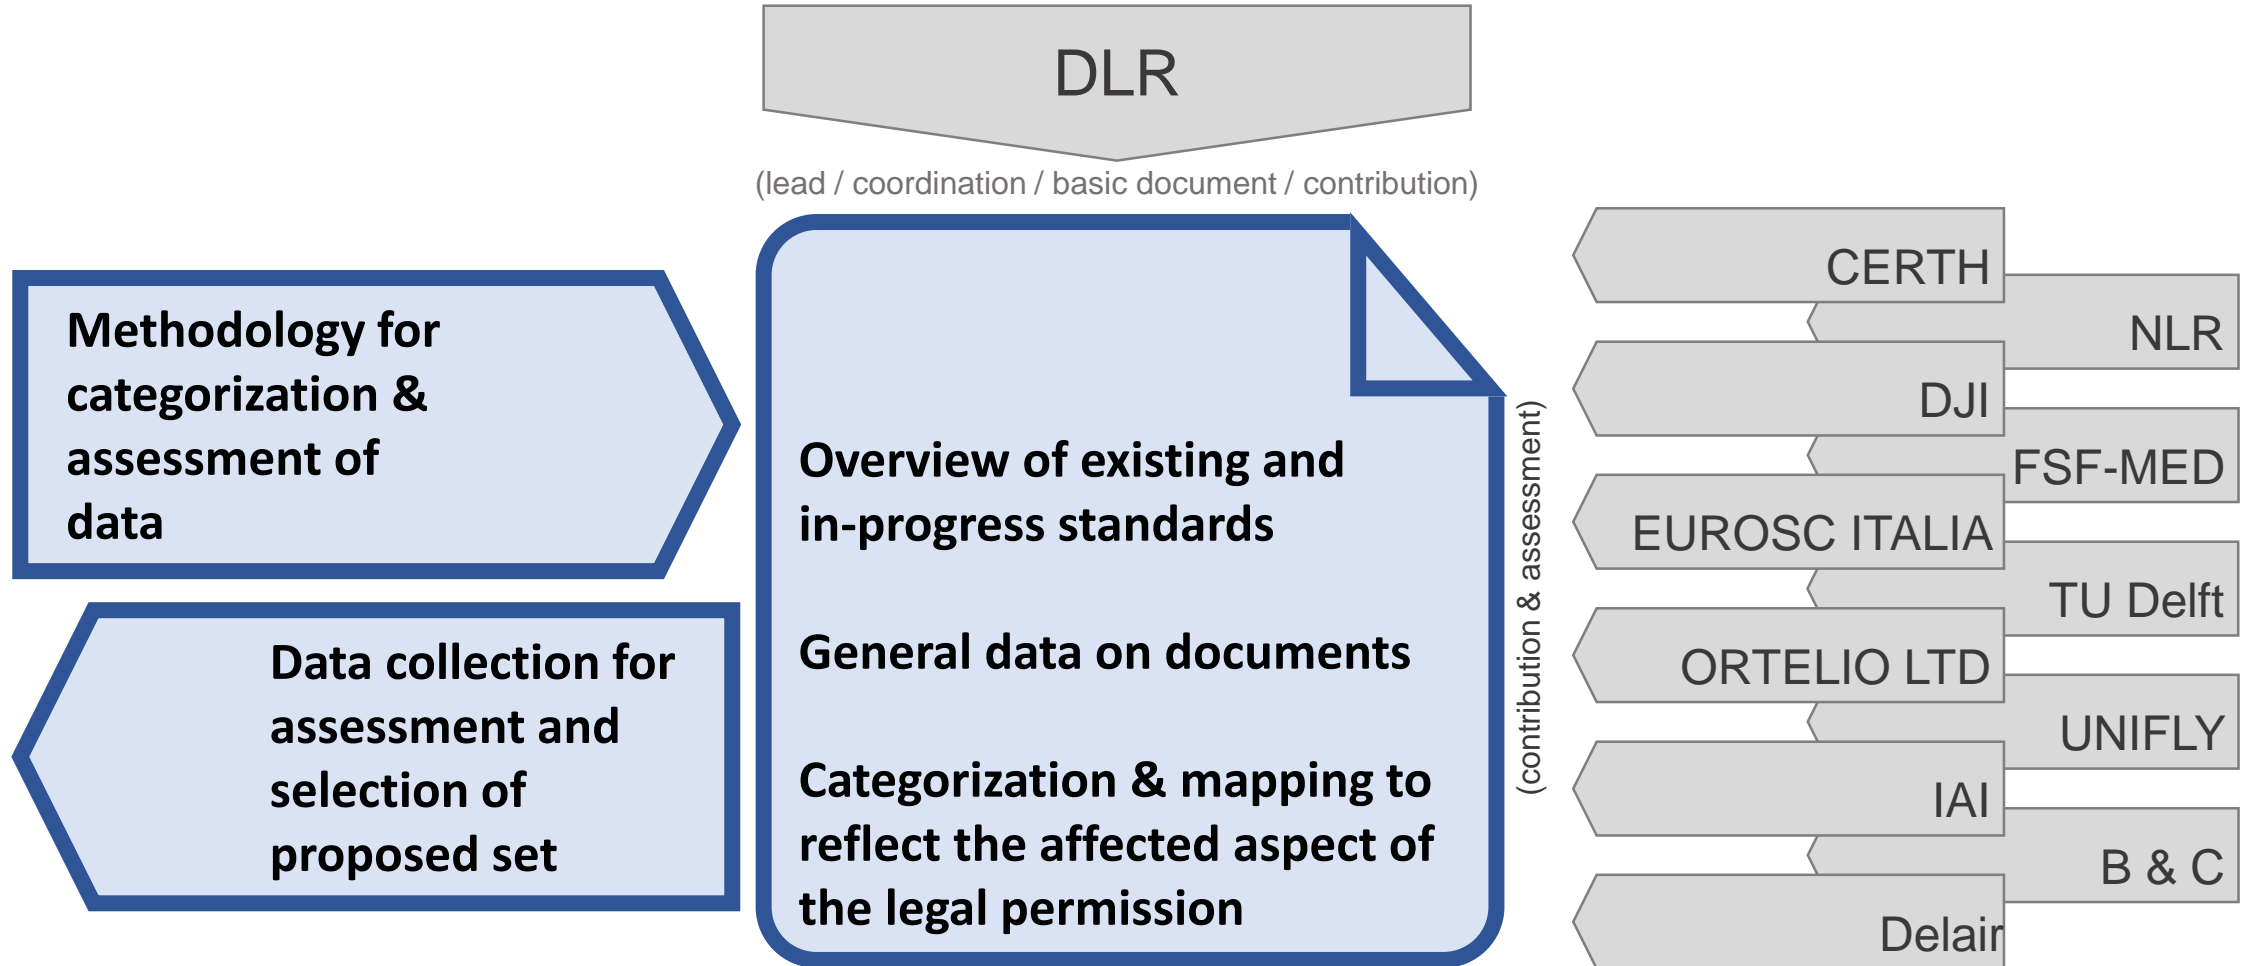 DLR
(lead / coordination / basic document / contribution)
Methodology for
categorization &
assessment of
data
Data collection for
assessment and
selection of
proposed set
Overview of existing and
in-progress standards
General data on documents
Categorization & mapping to
reflect the affected aspect of
the legal permission
(contribution & assessment)
CERTH
NLR
DJI
FSF-MED
EUROSC ITALIA
TU Delft
ORTELIO LTD
UNIFLY
IAI
B & C
Delair